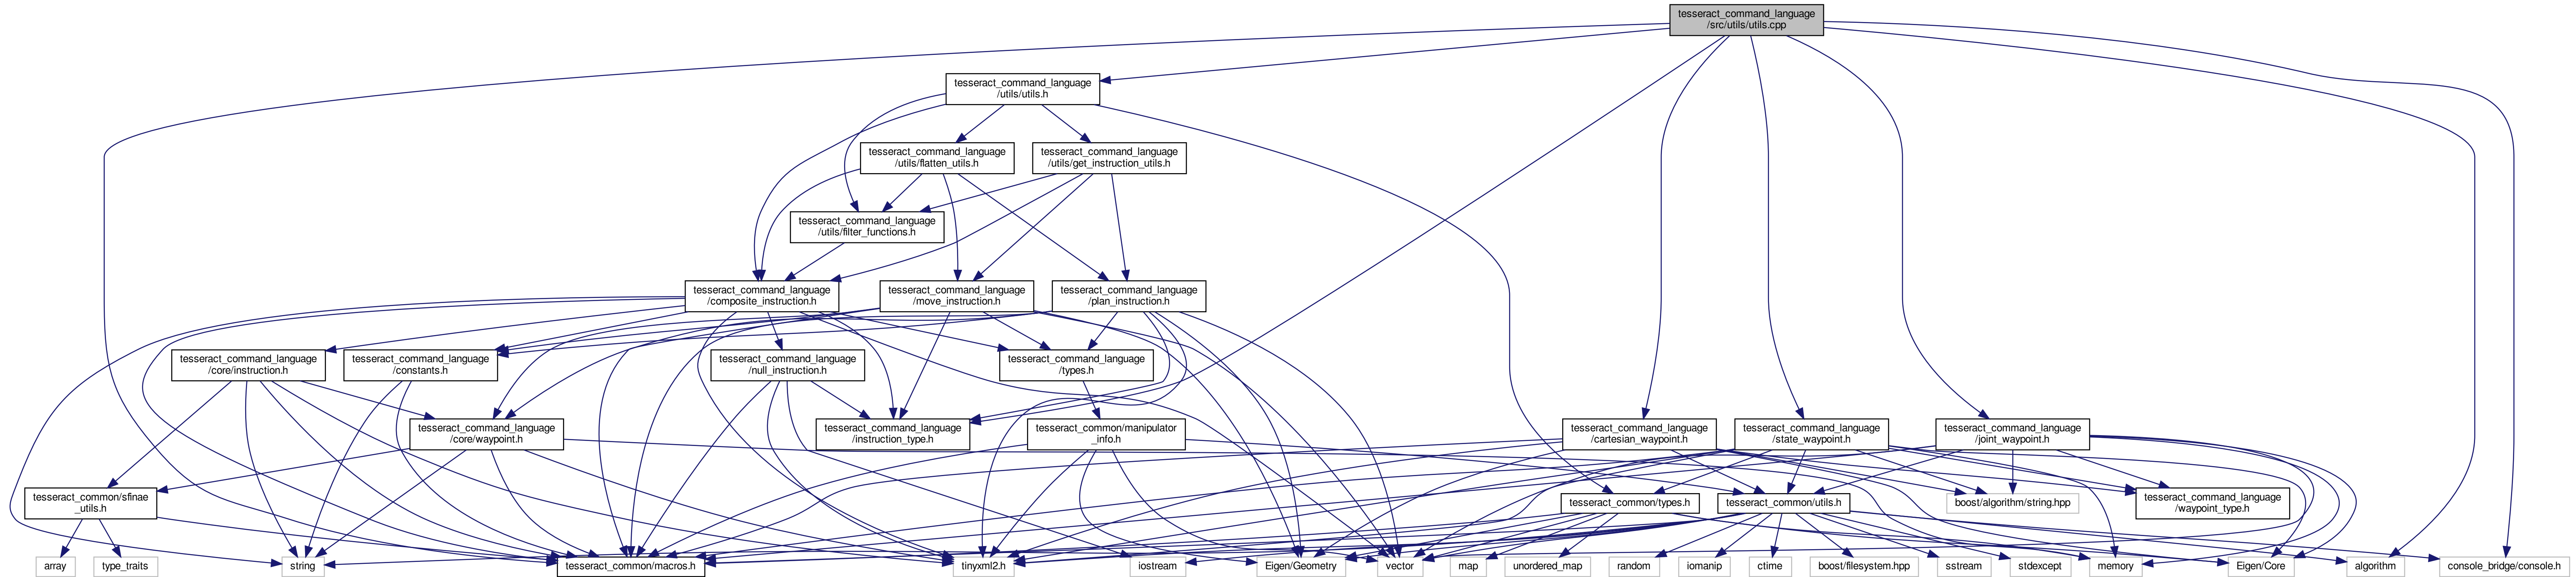 tesseract_command_language
/src/utils/utils.cpp
tesseract_command_language
/utils/utils.h
tesseract_command_language
/utils/flatten_utils.h
tesseract_command_language
/utils/get_instruction_utils.h
tesseract_command_language
/utils/filter_functions.h
tesseract_command_language
/composite_instruction.h
tesseract_command_language
/move_instruction.h
tesseract_command_language
/plan_instruction.h
tesseract_command_language
/core/instruction.h
tesseract_command_language
/constants.h
tesseract_command_language
/null_instruction.h
tesseract_command_language
/types.h
tesseract_command_language
/core/waypoint.h
tesseract_command_language
/instruction_type.h
tesseract_common/manipulator
_info.h
tesseract_command_language
/cartesian_waypoint.h
tesseract_command_language
/state_waypoint.h
tesseract_command_language
/joint_waypoint.h
tesseract_common/sfinae
_utils.h
tesseract_common/types.h
tesseract_common/utils.h
boost/algorithm/string.hpp
tesseract_command_language
/waypoint_type.h
array
type_traits
string
tesseract_common/macros.h
tinyxml2.h
iostream
Eigen/Geometry
vector
map
unordered_map
random
iomanip
ctime
boost/filesystem.hpp
sstream
stdexcept
memory
Eigen/Core
algorithm
console_bridge/console.h